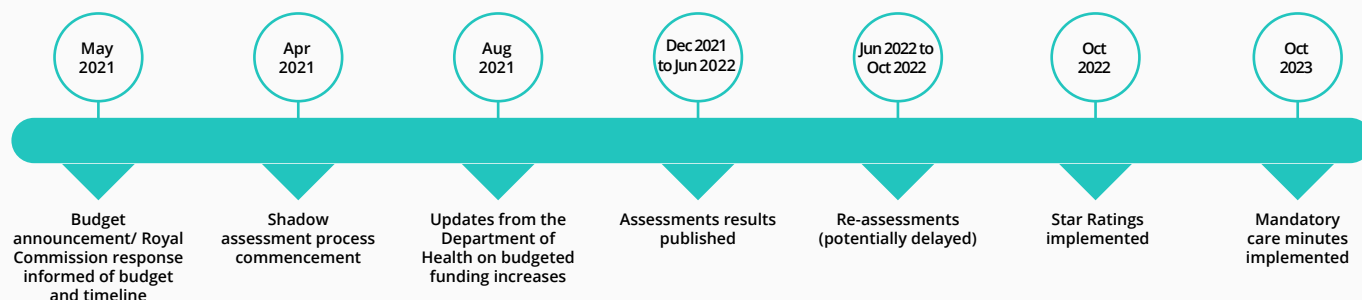 May
2021
Apr
2021
Aug
2021
Dec 2021
to Jun 2022
Jun 2022 to
Oct 2022
Oct
2022
Oct
2023
Budget
announcement/ Royal
Commission response
informed of budget
and timeline
Shadow
assessment process
commencement
Updates from the
Department of
Health on budgeted
funding increases
Assessments results
published
Re-assessments
(potentially delayed)
Star Ratings
implemented
Mandatory
care minutes
implemented